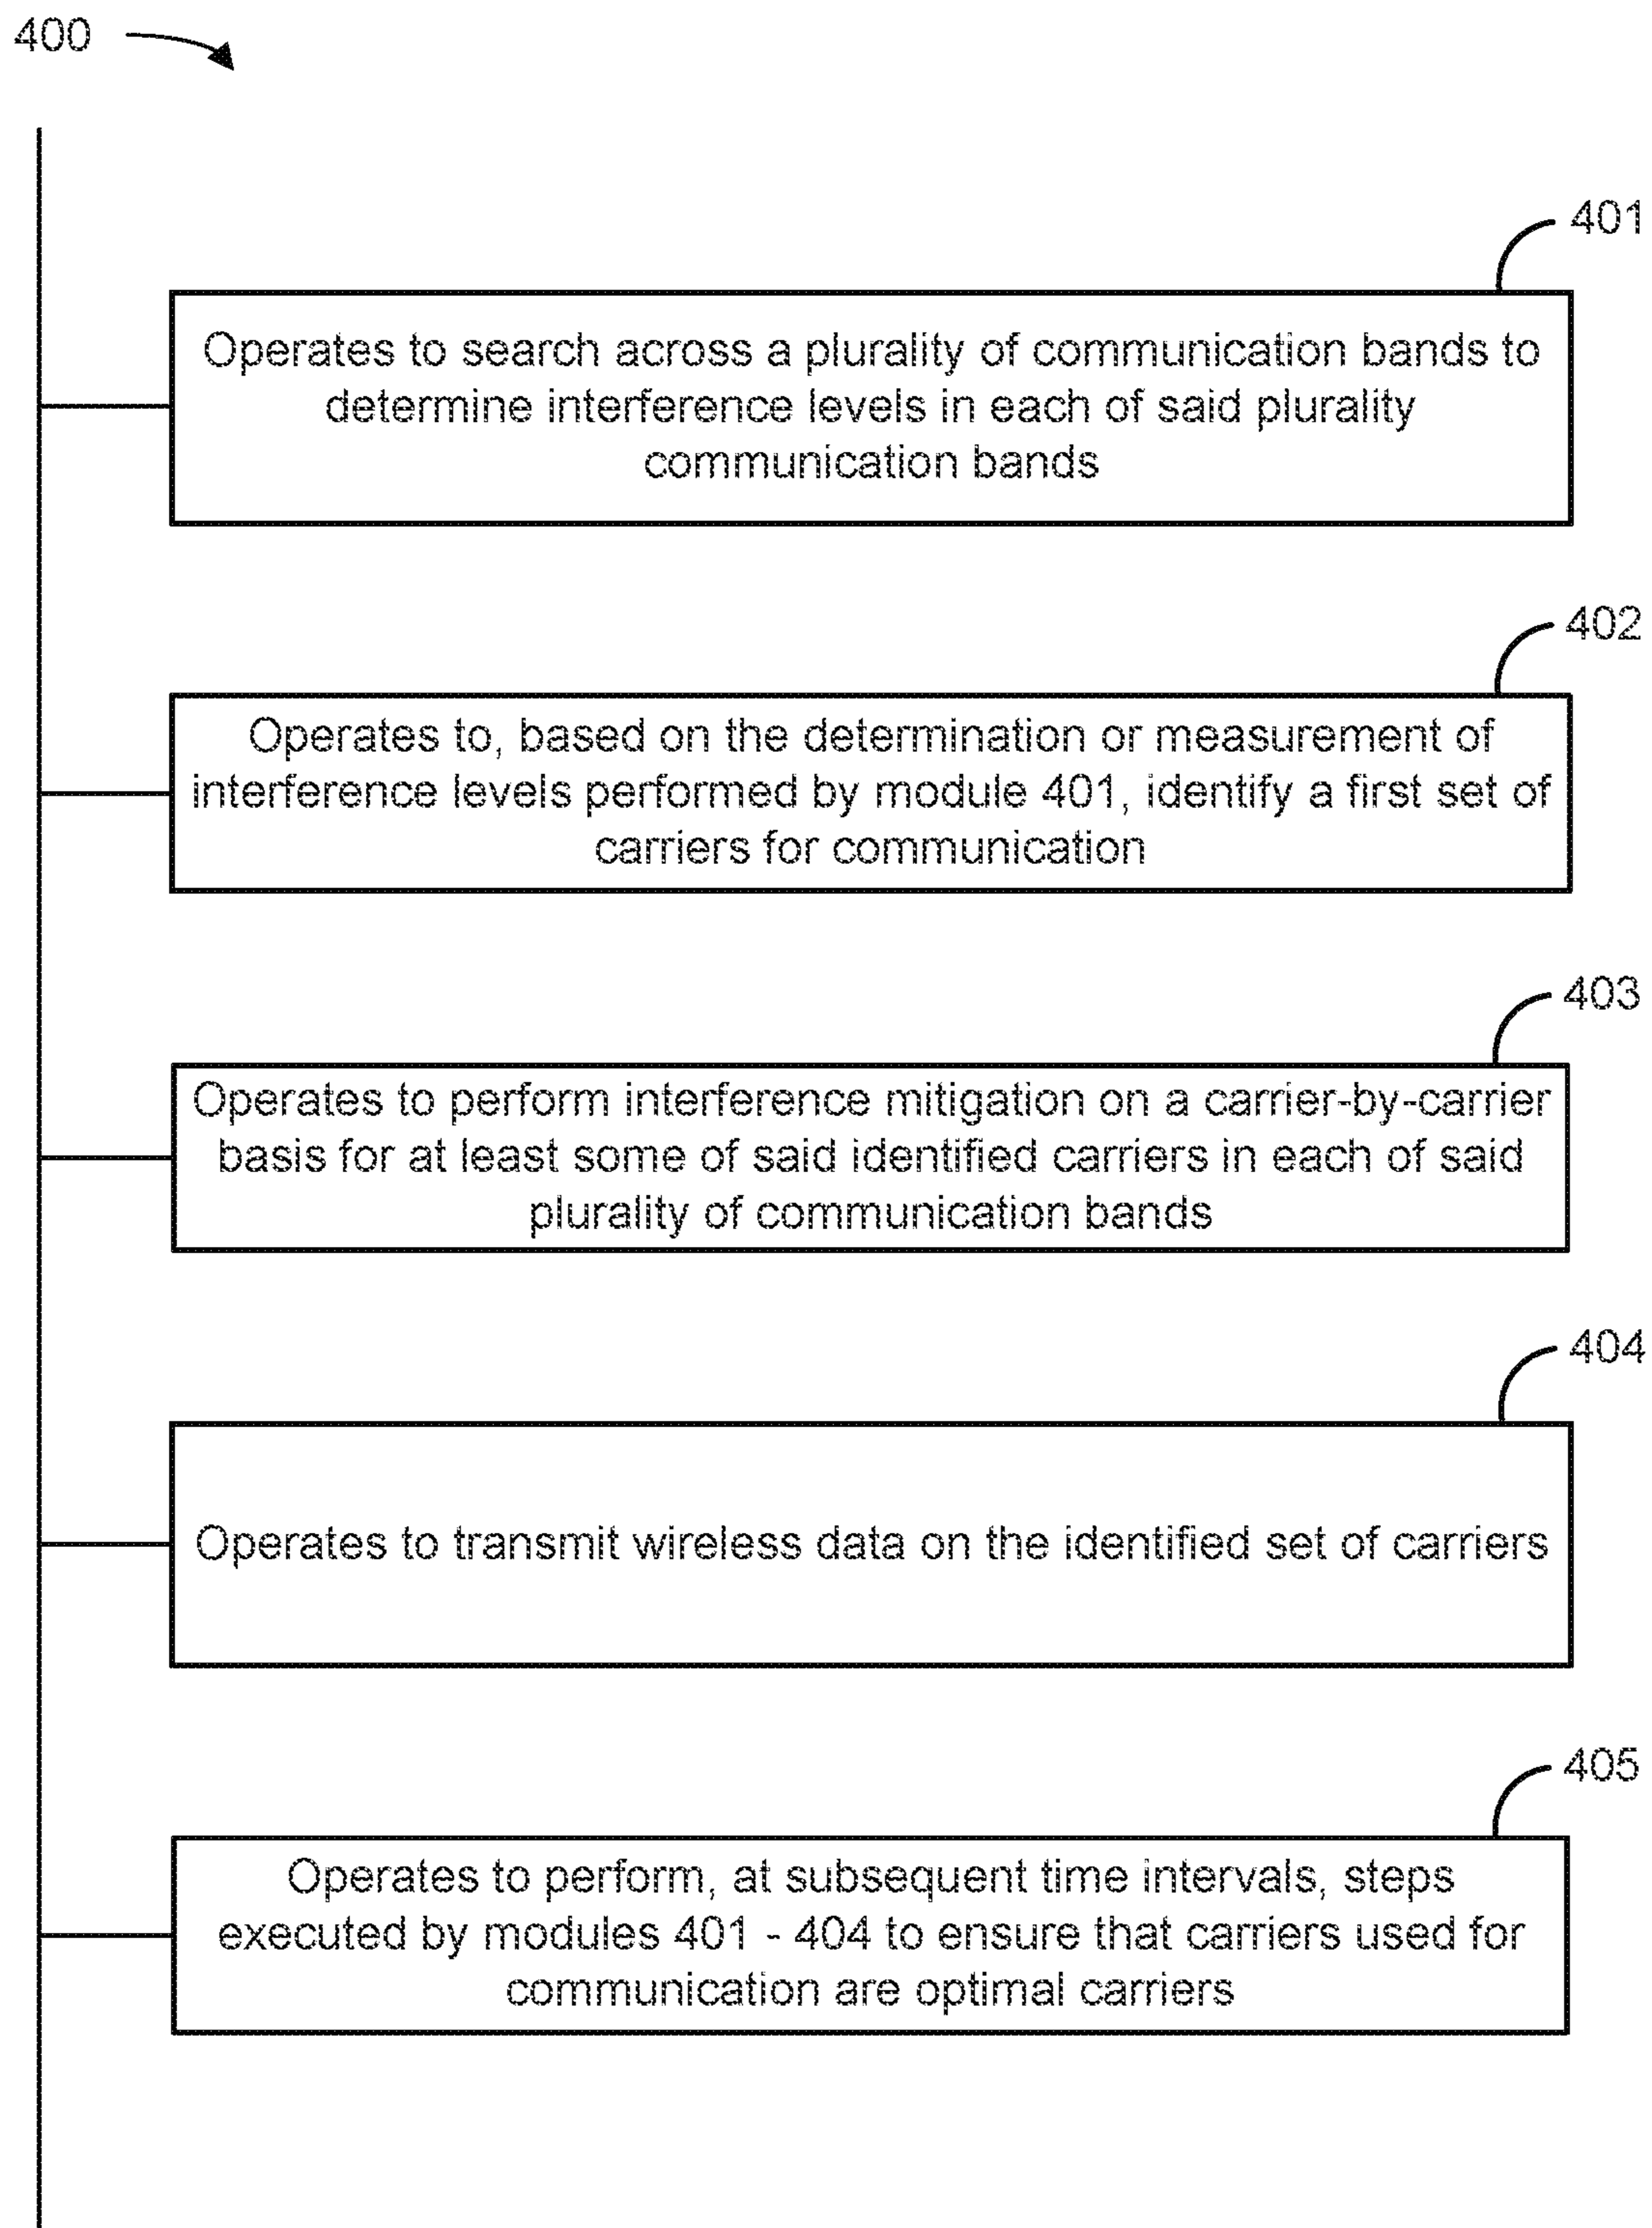 400
401
Operates to search across a plurality of communication bands to
determine interference levels in each of said plurality
communication bands
402
Operates to, based on the determination or measurement of
interference levels performed by module 401, identify a first set of
carriers for communication
403
Operates to perform interference mitigation on a carrier-by-carrier
basis for at least some of said identified carriers in each of said
plurality of communication bands
404
Operates to transmit wireless data on the identified set of carriers
405
Operates to perform, at subsequent time intervals, steps
executed by modules 401 - 404 to ensure that carriers used for
communication are optimal carriers